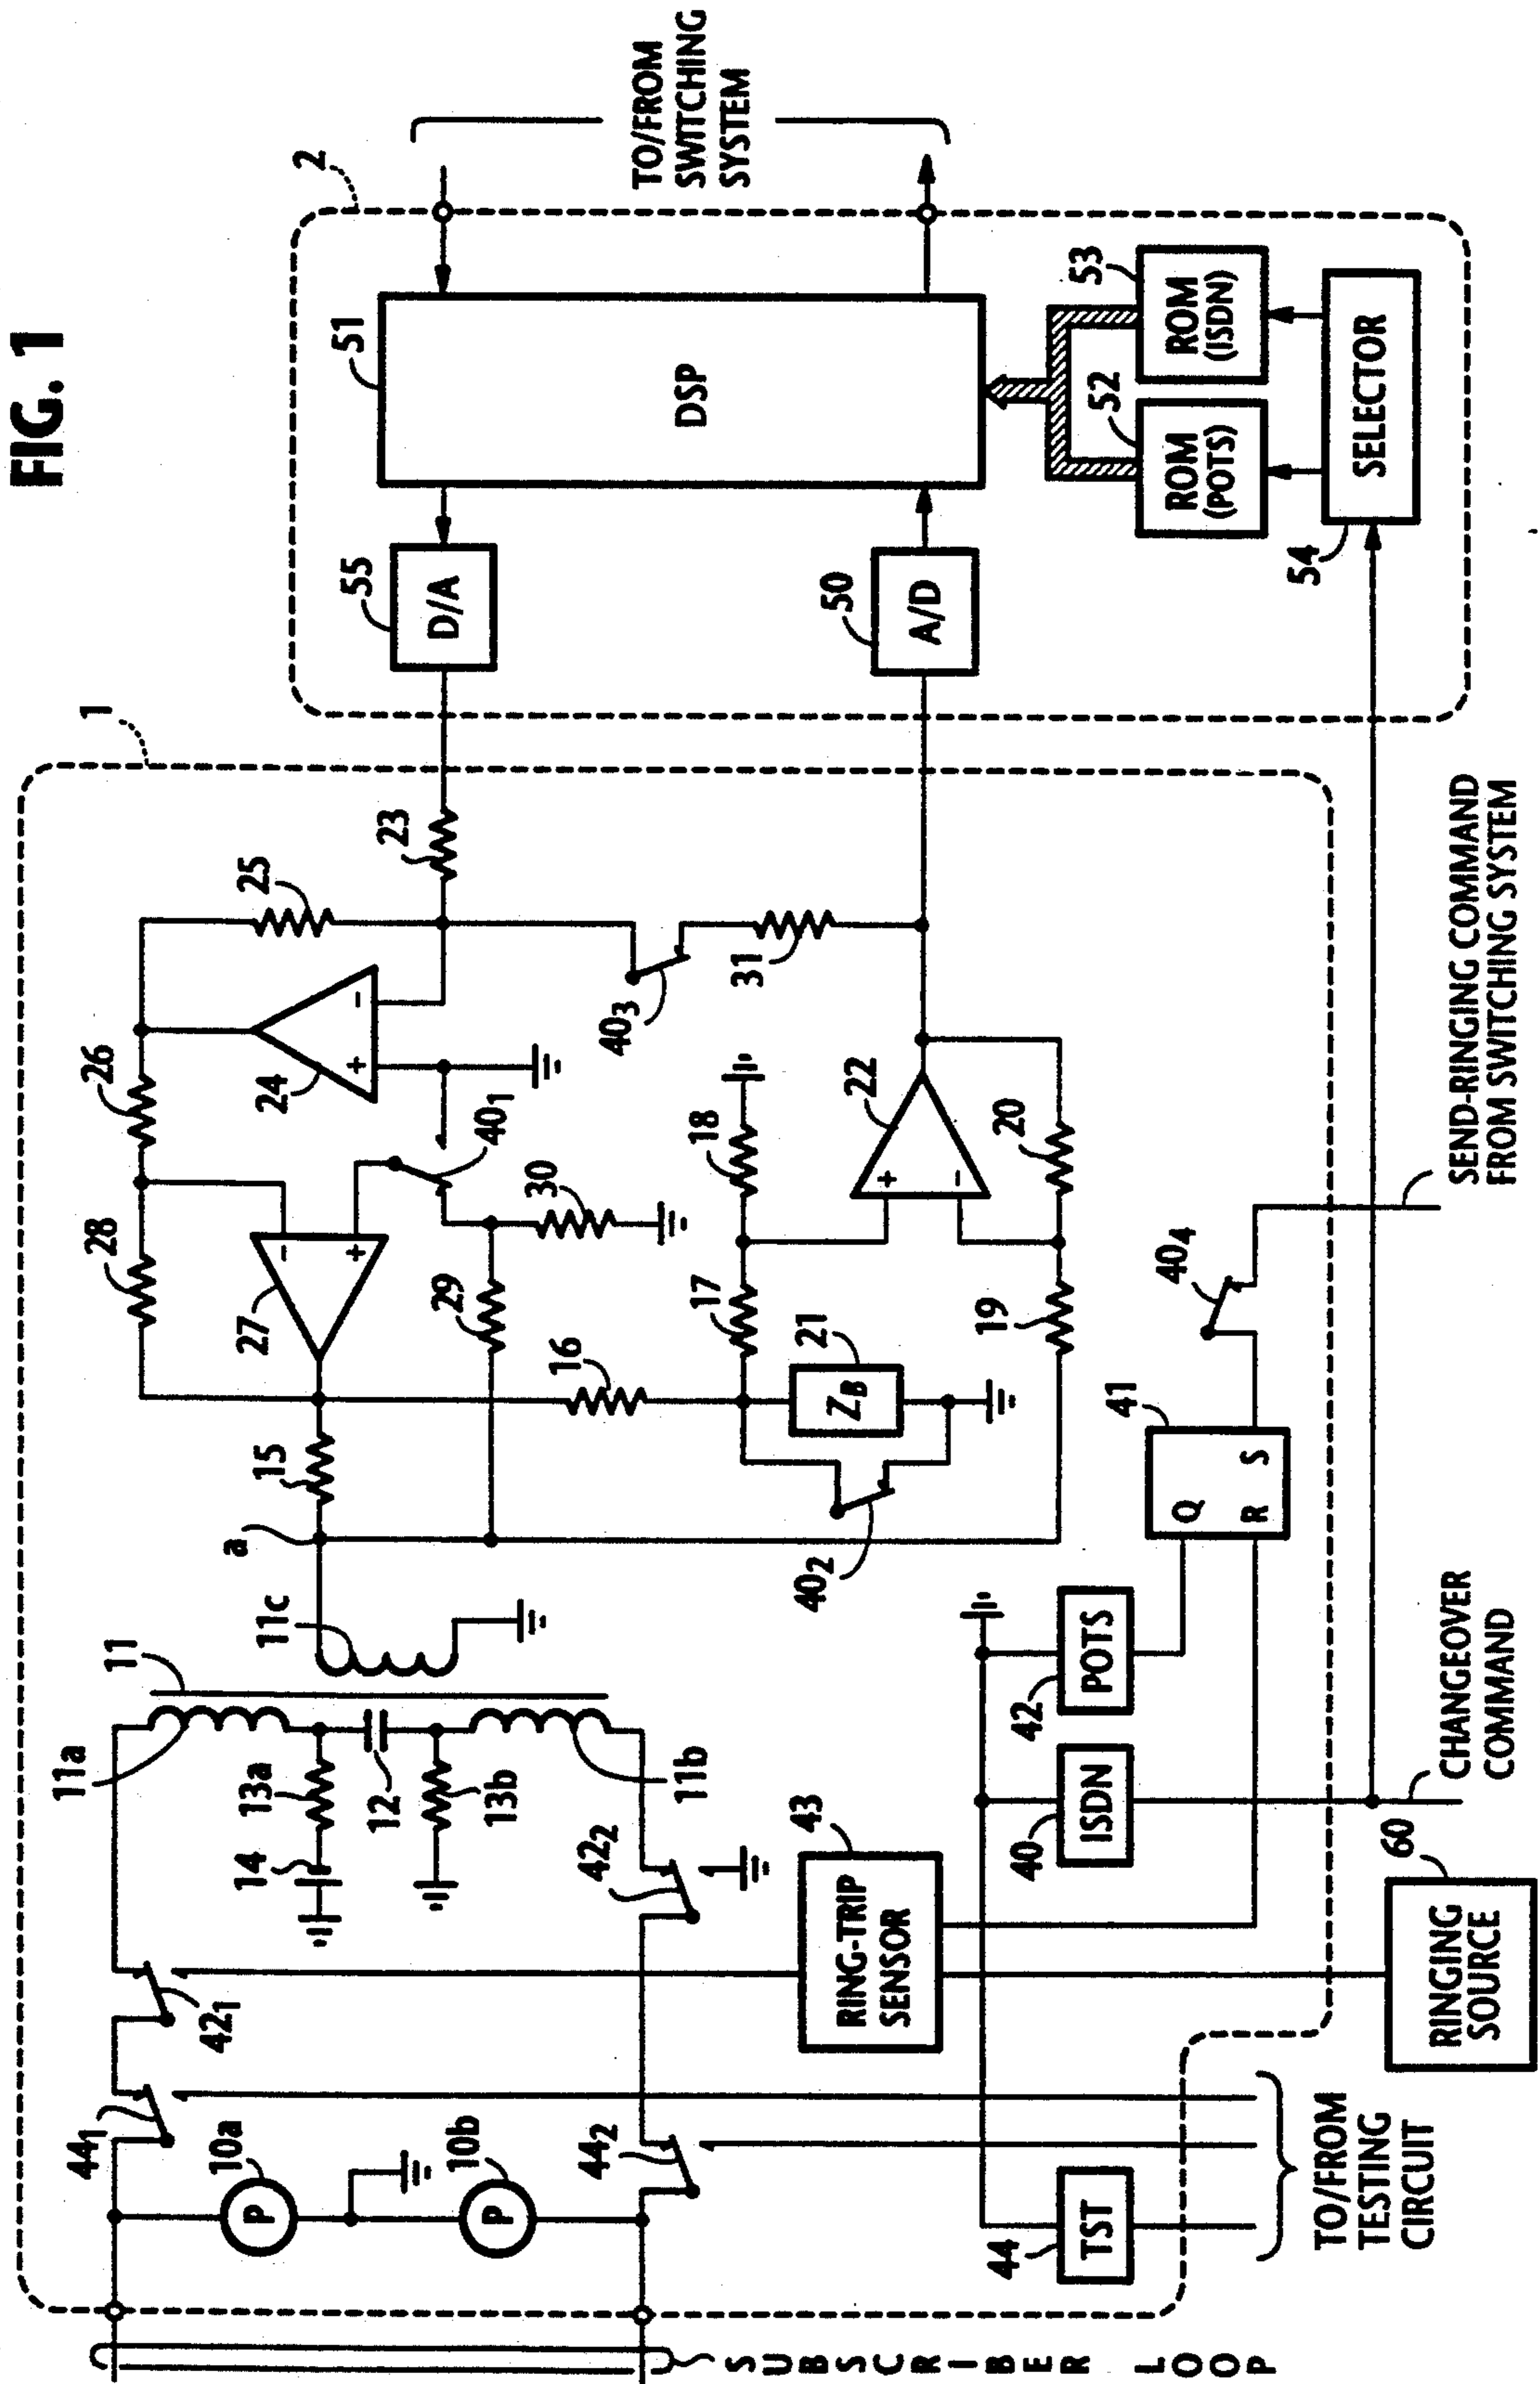 FIG. 1
1
2
TO/FROM
SWITCHING
SYSTEM
51
DSP
55
D/A
50
A/D
52
ROM
(POTS)
53
ROM
(ISDN)
54
SELECTOR
23
25
24
-
+
26
28
27
-
+
40₁
40₃
31
29
30
15
16
a
17
18
22
+
-
19
20
21
Z_B
40₂
11
11a
11b
11c
12
13a
13b
14
42₁
42₂
44₁
44₂
10a
P
10b
P
SUBSCRIBER LOOP
43
RING-TRIP
SENSOR
42
POTS
40
ISDN
44
TST
41
Q
R
S
40₄
60
RINGING
SOURCE
TO/FROM
TESTING
CIRCUIT
CHANGEOVER
COMMAND
SEND-RINGING COMMAND
FROM SWITCHING SYSTEM